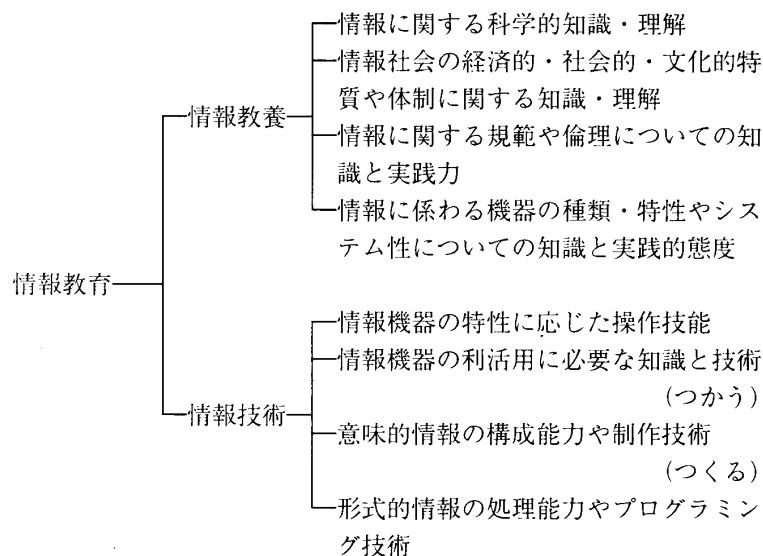 情報に関する科学的知識・理解
情報社会の経済的・社会的・文化的特
質や体制に関する知識・理解
情報教養
情報に関する規範や倫理についての知
識と実践力
情報に係わる機器の種類・特性やシス
テム性についての知識と実践的態度
情報教育
情報機器の特性に応じた操作技能
情報機器の利活用に必要な知識と技術
(つかう)
情報技術
意味的情報の構成能力や制作技術
(つくる)
形式的情報の処理能力やプログラミン
グ技術